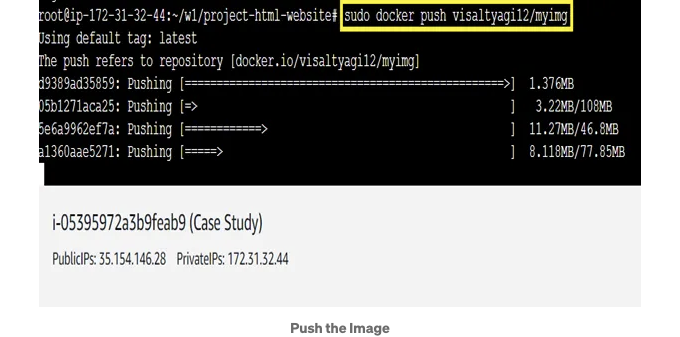 root@ip-172-31-32-44:~/w1/project-html-website# sudo docker push visaltyagi12/myimg
Using default tag: latest
The push refers to repository [docker.io/visaltyagi12/myimg]
d9389ad35859: Pushing [==================================================>]  1.376MB
05b1271aca25: Pushing [=>                                                 ]  3.22MB/108MB
5e6a9962ef7a: Pushing [============>                                      ]  11.27MB/46.8MB
a1360aae5271: Pushing [=====>                                             ]  8.118MB/77.85MB
i-05395972a3b9feab9 (Case Study)
PublicIPs: 35.154.146.28 PrivateIPs: 172.31.32.44
Push the Image